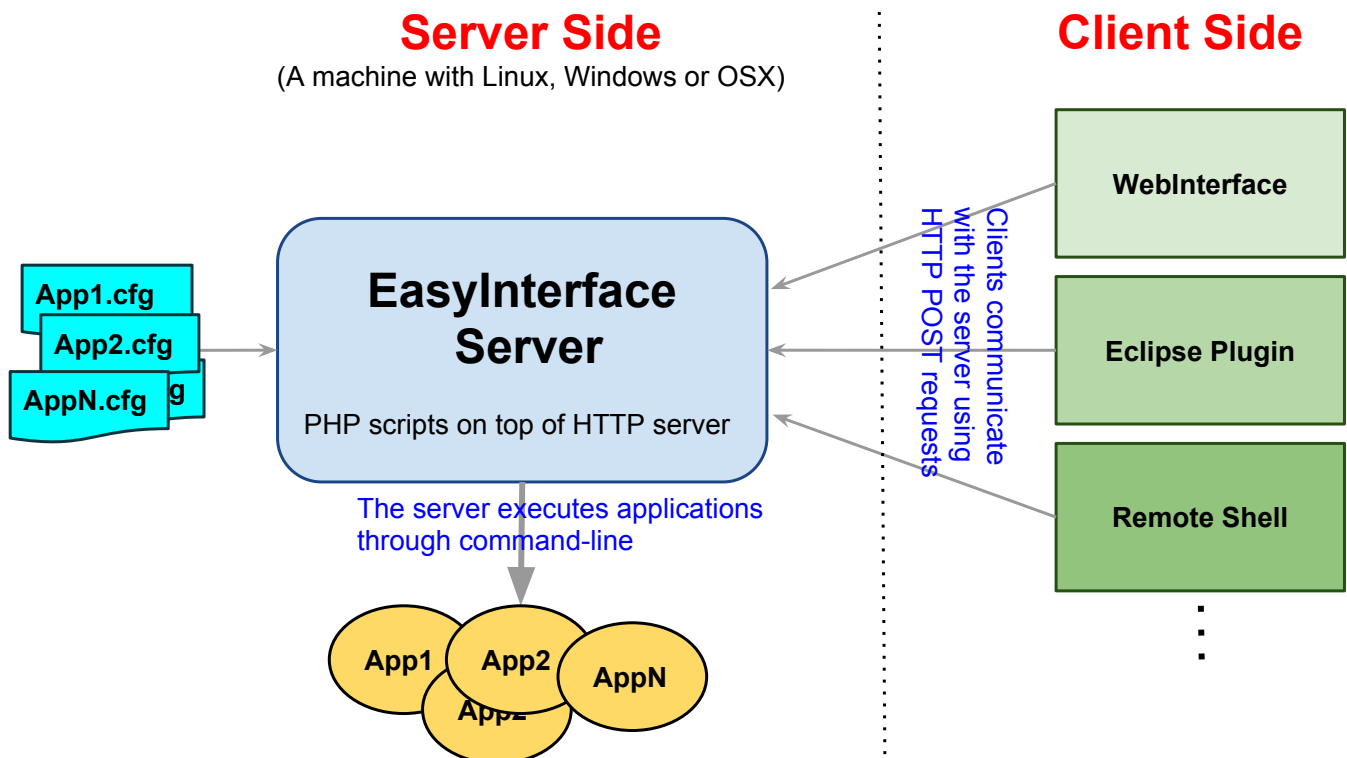 Server Side
(A machine with Linux, Windows or OSX)
Client Side
App1.cfg
App2.cfg
AppN.cfg
g
EasyInterface
Server
PHP scripts on top of HTTP server
The server executes applications
through command-line
App1
App2
App2
AppN
Clients communicate
with the server using
HTTP POST requests
WebInterface
Eclipse Plugin
Remote Shell